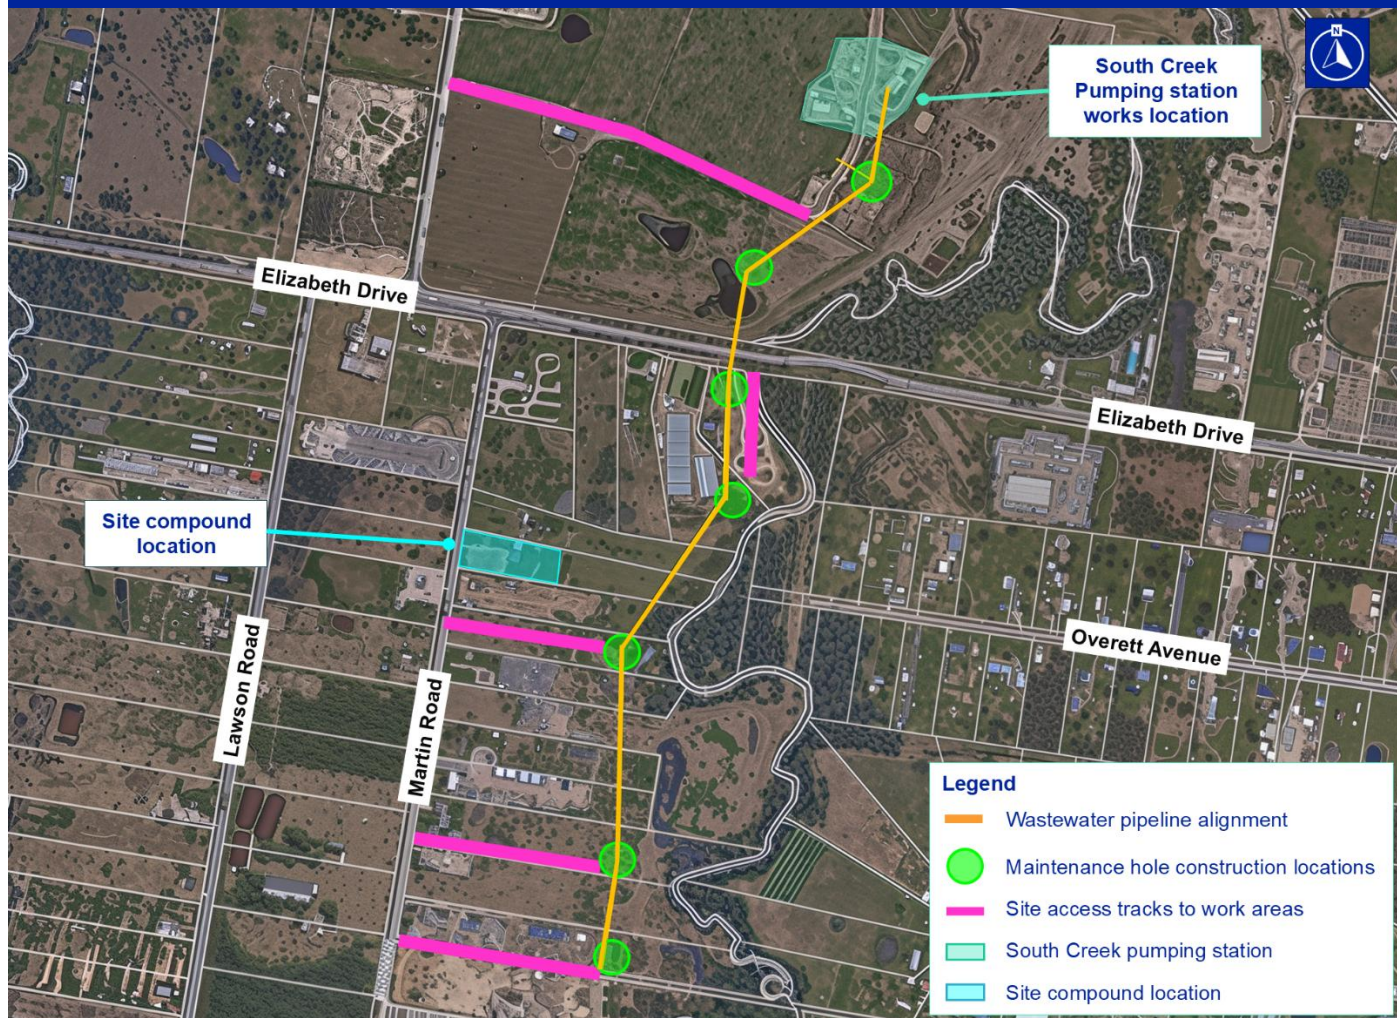 N
South Creek
Pumping station
works location
Elizabeth Drive
Elizabeth Drive
Site compound
location
Lawson Road
Martin Road
Overett Avenue
Legend
Wastewater pipeline alignment
Maintenance hole construction locations
Site access tracks to work areas
South Creek pumping station
Site compound location